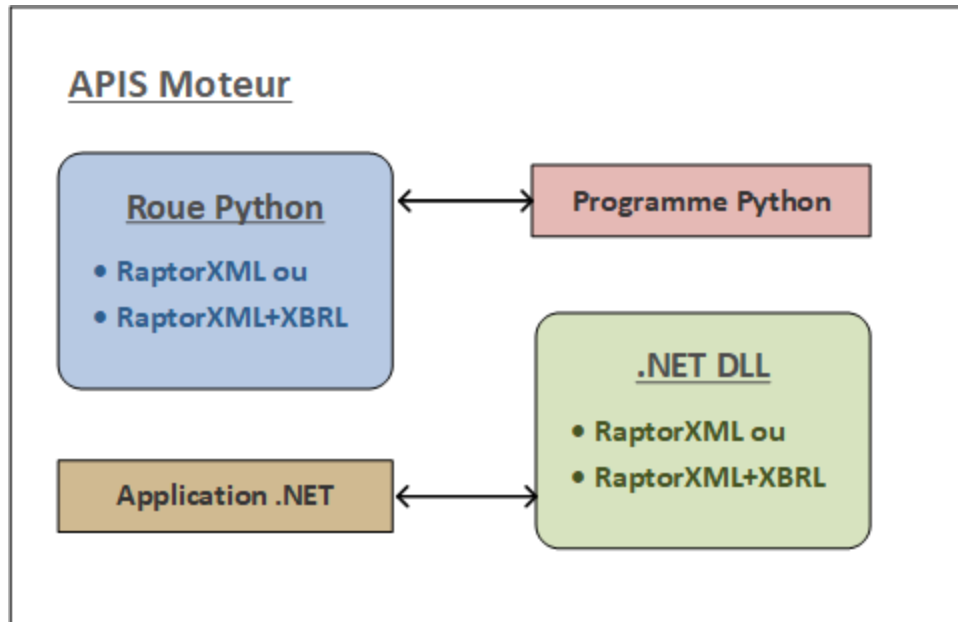 APIS Moteur
Roue Python
• RaptorXML ou
• RaptorXML+XBRL
Programme Python
.NET DLL
• RaptorXML ou
• RaptorXML+XBRL
Application .NET